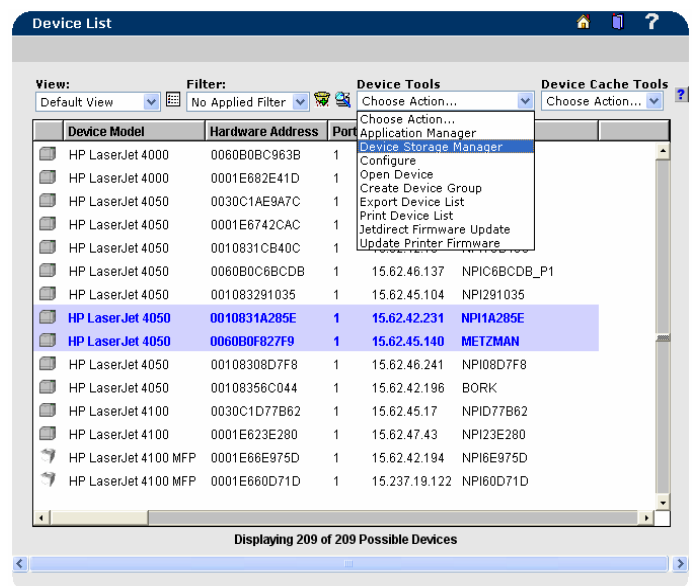 Device List
?
View: Filter: Device Tools Device Cache Tools
Default View No Applied Filter Choose Action... Choose Action... ?
Choose Action...
Application Manager
Device Storage Manager
Configure
Open Device
Create Device Group
Export Device List
Print Device List
Jetdirect Firmware Update
Update Printer Firmware
Device Model Hardware Address Port
HP LaserJet 4000 0060B0BC963B 1
HP LaserJet 4000 0001E682E41D 1
HP LaserJet 4050 0030C1AE9A7C 1
HP LaserJet 4050 0001E6742CAC 1
HP LaserJet 4050 0010831CB40C 1
HP LaserJet 4050 0060B0C6BCDB 1 15.62.46.137 NPIC6BCDB_P1
HP LaserJet 4050 001083291035 1 15.62.45.104 NPI291035
HP LaserJet 4050 0010831A285E 1 15.62.42.231 NPI1A285E
HP LaserJet 4050 0060B0F827F9 1 15.62.45.140 METZMAN
HP LaserJet 4050 00108308D7F8 1 15.62.46.241 NPI08D7F8
HP LaserJet 4050 00108356C044 1 15.62.42.196 BORK
HP LaserJet 4100 0030C1D77B62 1 15.62.45.17 NPID77B62
HP LaserJet 4100 0001E623E280 1 15.62.47.43 NPI23E280
HP LaserJet 4100 MFP 0001E66E975D 1 15.62.42.194 NPI6E975D
HP LaserJet 4100 MFP 0001E660D71D 1 15.237.19.122 NPI60D71D
Displaying 209 of 209 Possible Devices